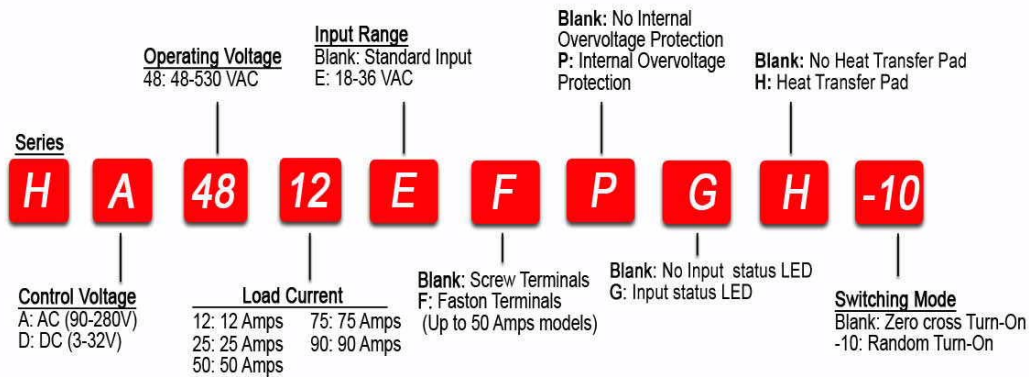 Operating Voltage
48: 48-530 VAC
Input Range
Blank: Standard Input
E: 18-36 VAC
Blank: No Internal
Overvoltage Protection
P: Internal Overvoltage
Protection
Blank: No Heat Transfer Pad
H: Heat Transfer Pad
Series
H A 48 12 E F P G H -10
Control Voltage
A: AC (90-280V)
D: DC (3-32V)
Load Current
12: 12 Amps 75: 75 Amps
25: 25 Amps 90: 90 Amps
50: 50 Amps
Blank: Screw Terminals
F: Faston Terminals
(Up to 50 Amps models)
Blank: No Input status LED
G: Input status LED
Switching Mode
Blank: Zero cross Turn-On
-10: Random Turn-On